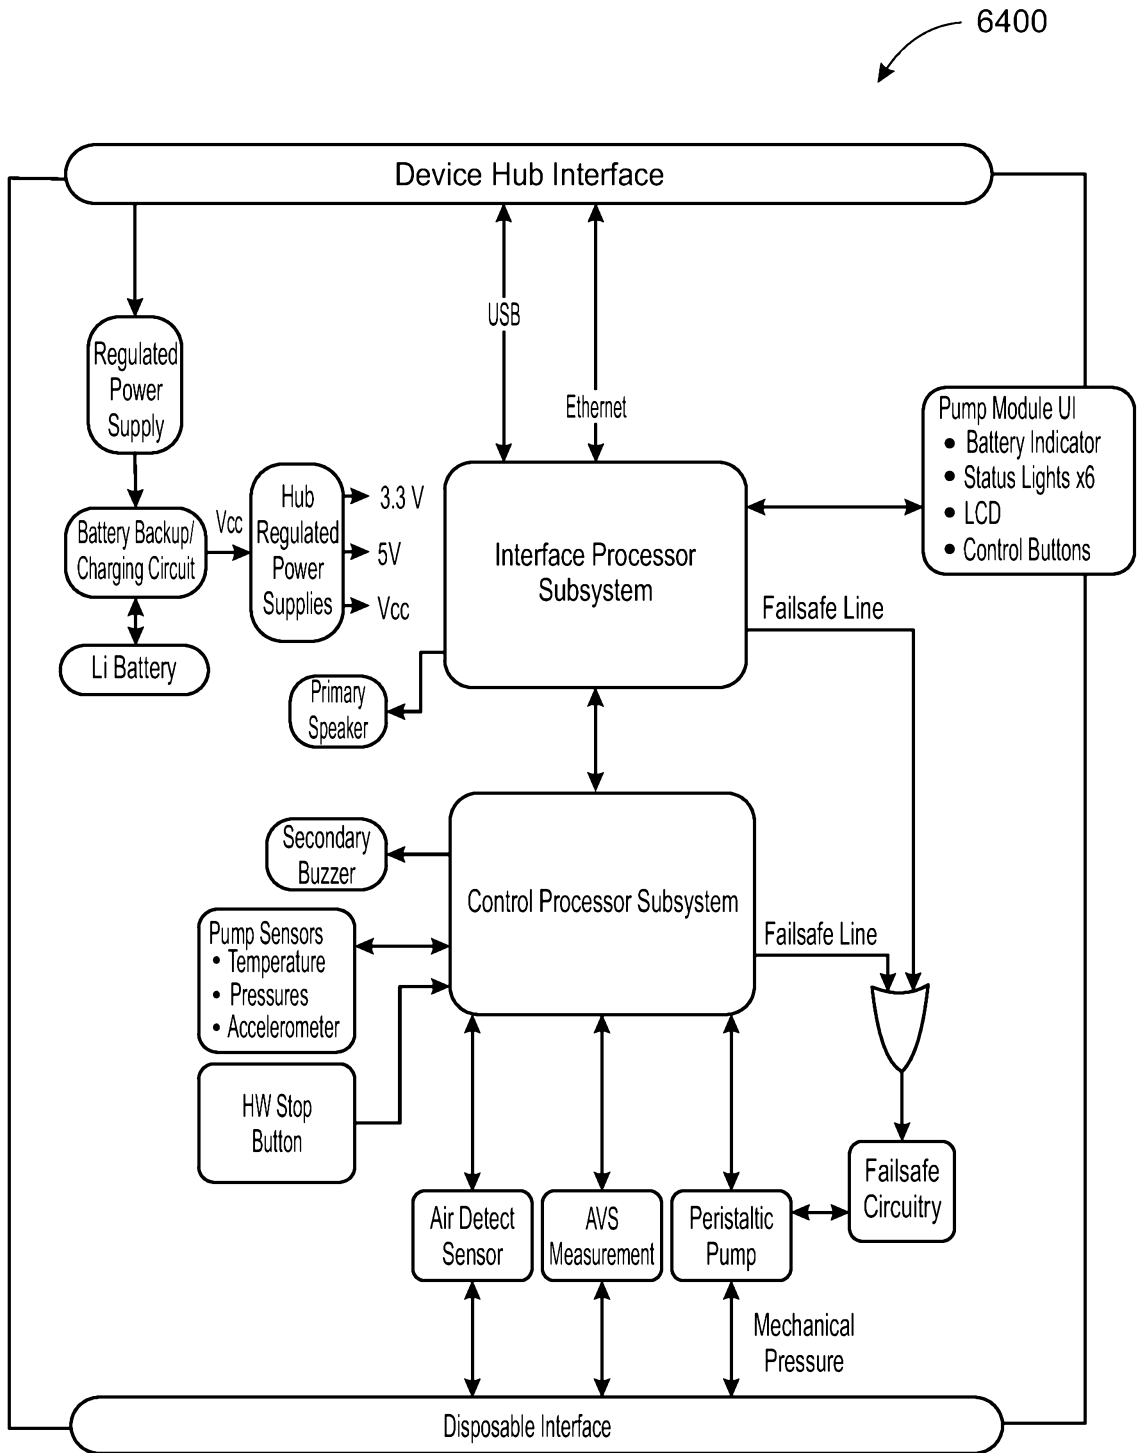 6400
Device Hub Interface
USB
Ethernet
Regulated
Power
Supply
Pump Module UI
• Battery Indicator
• Status Lights x6
• LCD
• Control Buttons
Battery Backup/
Charging Circuit
Vcc
Hub
Regulated
Power
Supplies
3.3 V
5V
Vcc
Li Battery
Interface Processor
Subsystem
Failsafe Line
Primary
Speaker
Secondary
Buzzer
Control Processor Subsystem
Failsafe Line
Pump Sensors
• Temperature
• Pressures
• Accelerometer
HW Stop
Button
Air Detect
Sensor
AVS
Measurement
Peristaltic
Pump
Failsafe
Circuitry
Mechanical
Pressure
Disposable Interface